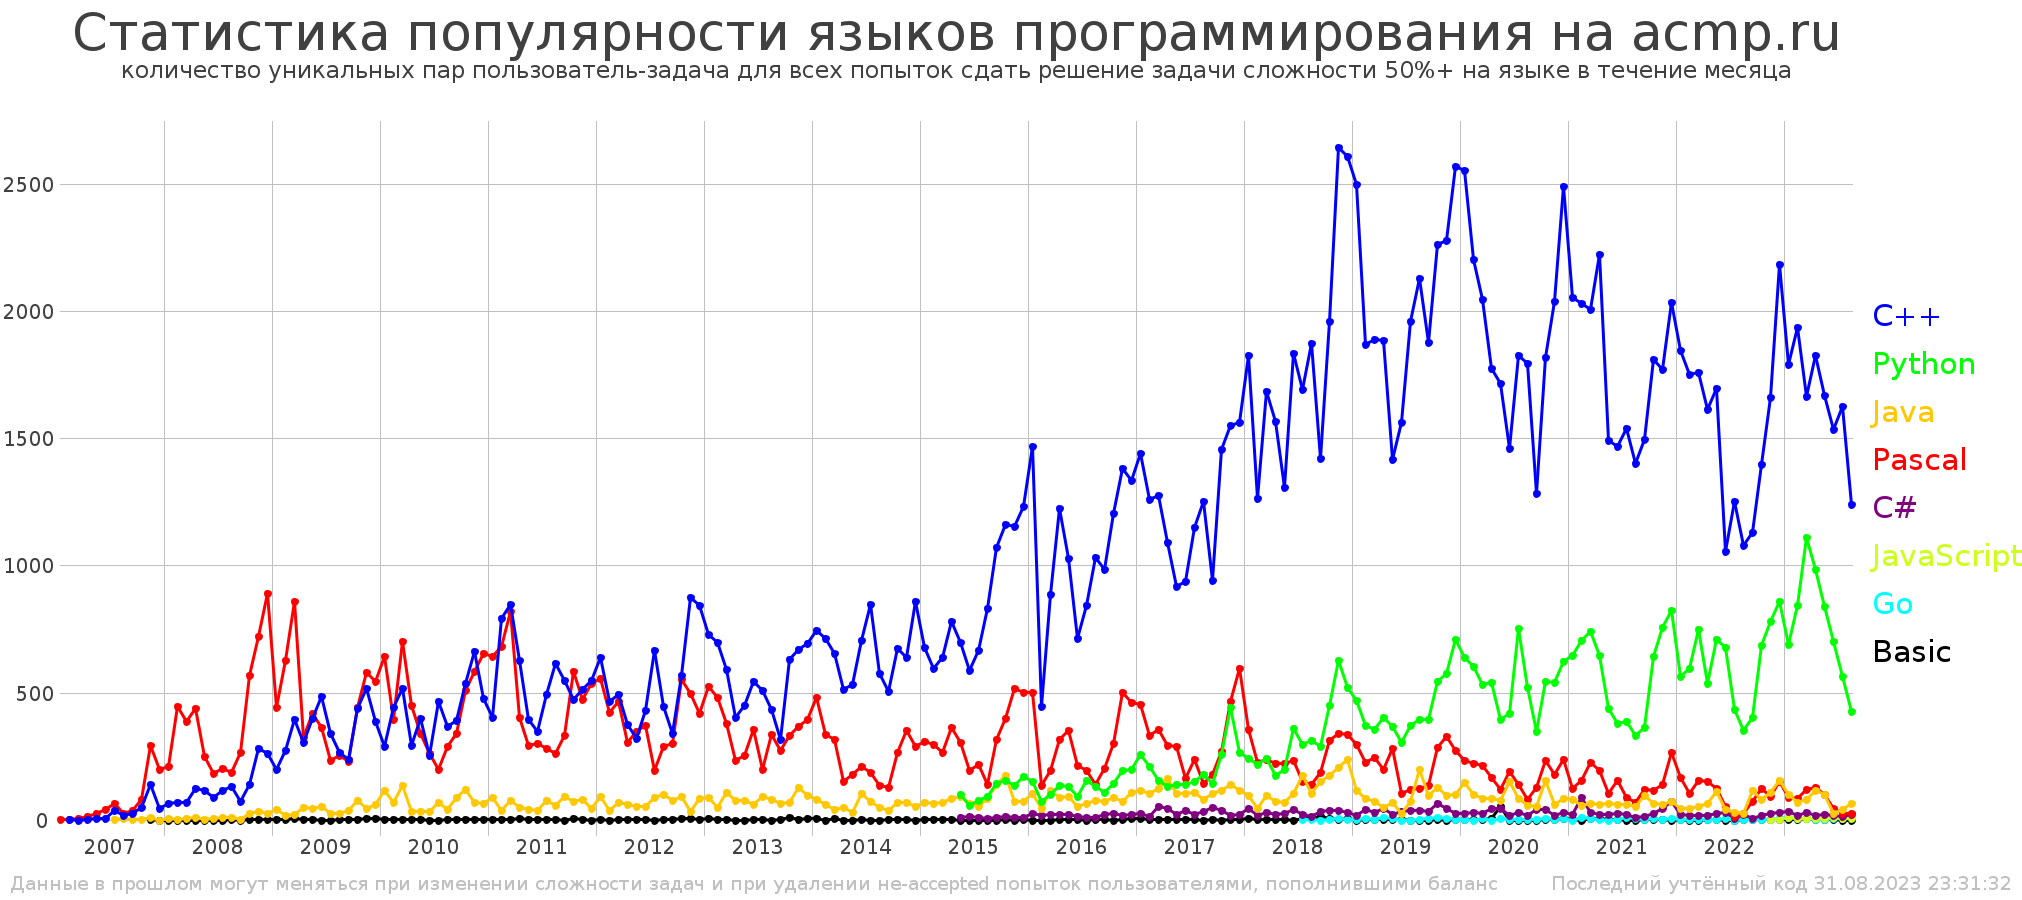 Статистика популярности языков программирования на acmp.ru
количество уникальных пар пользователь-задача для всех попыток сдать решение задачи сложности 50%+ на языке в течение месяца
2500
2000
1500
1000
500
0
C++
Python
Java
Pascal
C#
JavaScript
Go
Basic
2007 2008 2009 2010 2011 2012 2013 2014 2015 2016 2017 2018 2019 2020 2021 2022
Данные в прошлом могут меняться при изменении сложности задач и при удалении не-accepted попыток пользователями, пополнившими баланс Последний учтённый код 31.08.2023 23:31:32